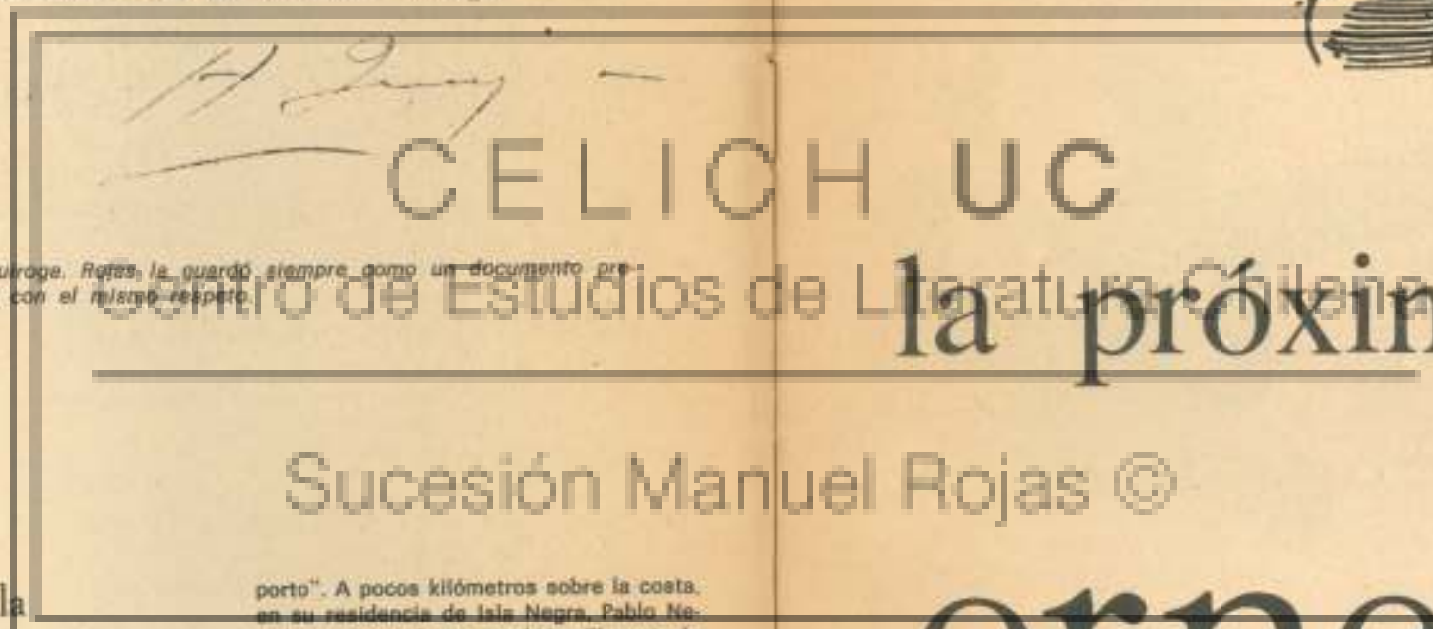 CELICH UC
uiroga. Rojas la guardó siempre como un documento pre-
con el mismo respeto.
Centro de Estudios de Literatura Chilena
la próxim
Sucesión Manuel Rojas ©
la
porto". A pocos kilómetros sobre la costa,
en su residencia de Isla Negra, Pablo Ne-